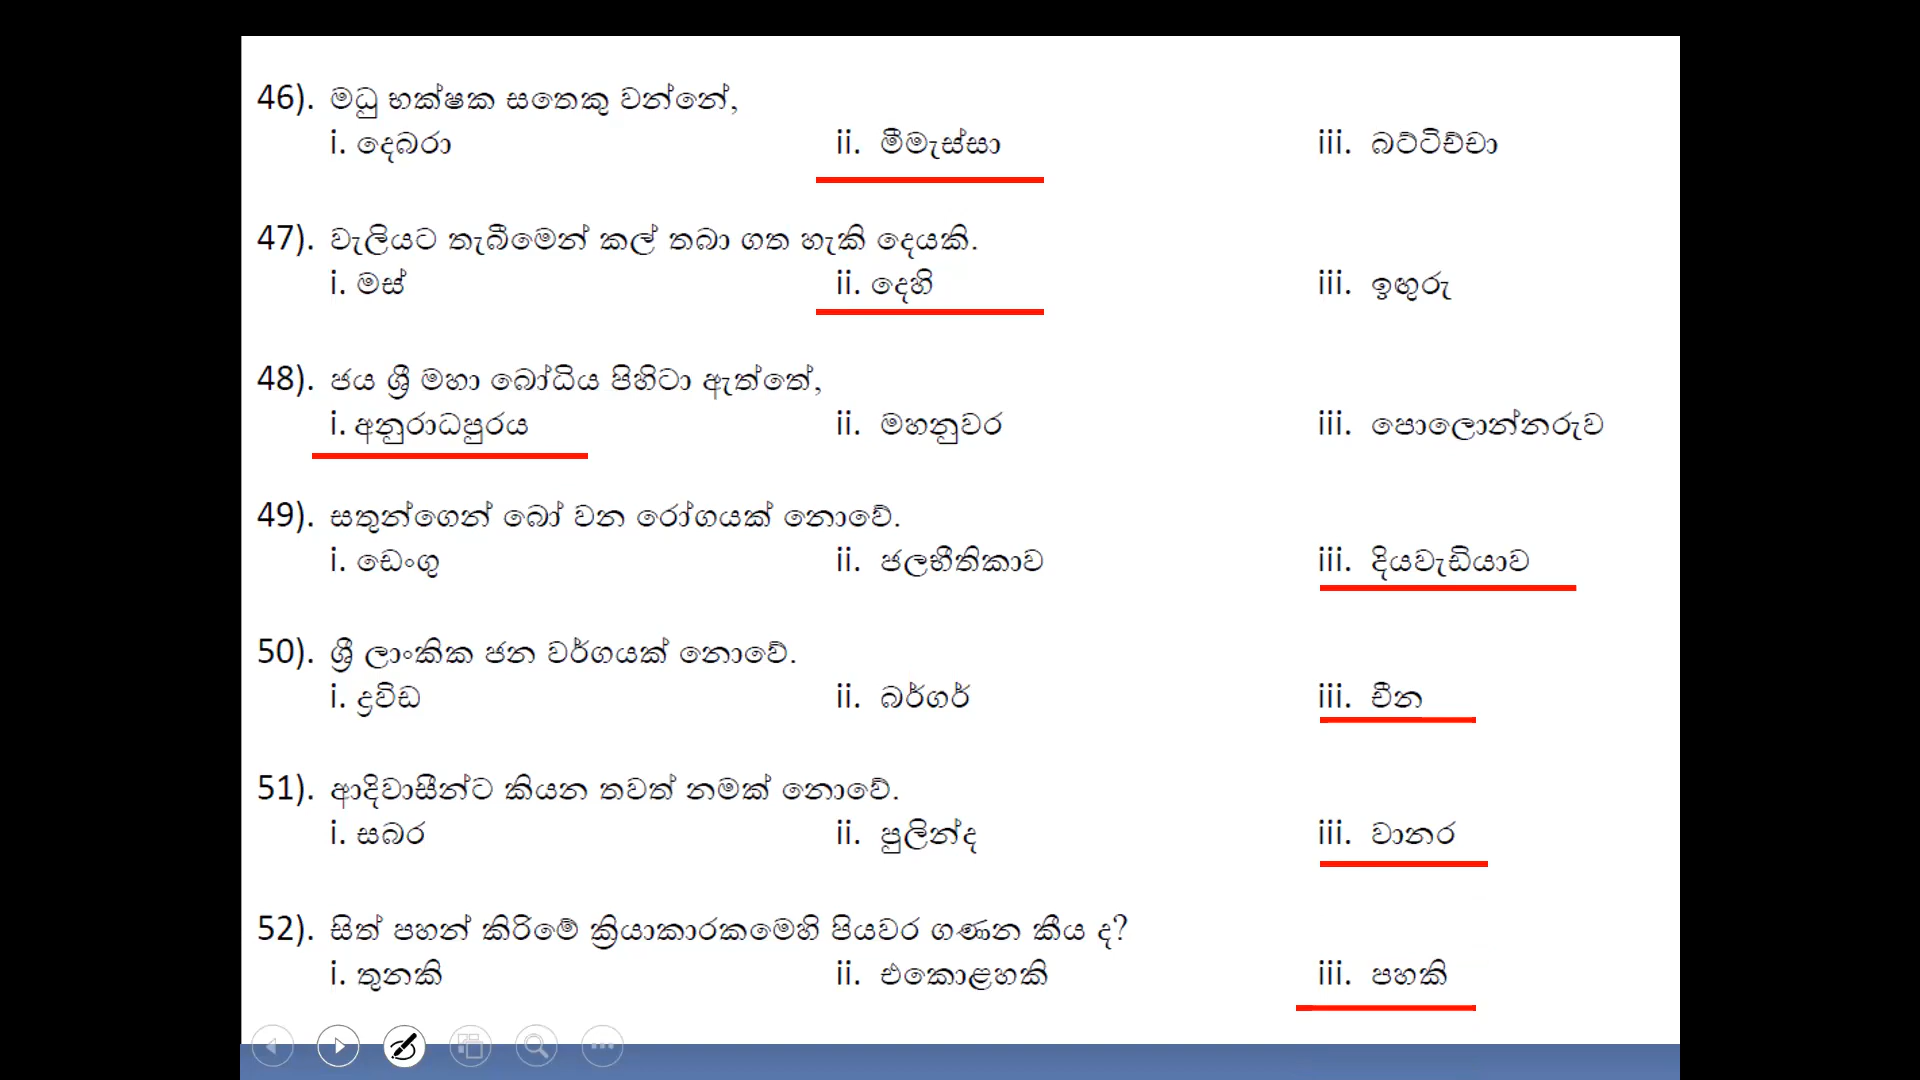 46). මධු භක්ෂක සතෙකු වන්නේ,
i. දෙබරා ii. මීමැස්සා iii. බට්ටිච්චා
47). වැලියට තැබීමෙන් කල් තබා ගත හැකි දෙයකි.
i. මස් ii. දෙහි iii. ඉඟුරු
48). ජය ශ්‍රී මහා බෝධිය පිහිටා ඇත්තේ,
i. අනුරාධපුරය ii. මහනුවර iii. පොලොන්නරුව
49). සතුන්ගෙන් බෝ වන රෝගයක් නොවේ.
i. ඩෙංගු ii. ජලභීතිකාව iii. දියවැඩියාව
50). ශ්‍රී ලාංකික ජන වර්ගයක් නොවේ.
i. ද්‍රවිඩ ii. බර්ගර් iii. චීන
51). ආදිවාසීන්ට කියන තවත් නමක් නොවේ.
i. සබර ii. පුලින්ද iii. වානර
52). සිත් පහන් කිරිමේ ක්‍රියාකාරකමෙහි පියවර ගණන කීය ද?
i. තුනකි ii. එකොළහකි iii. පහකි